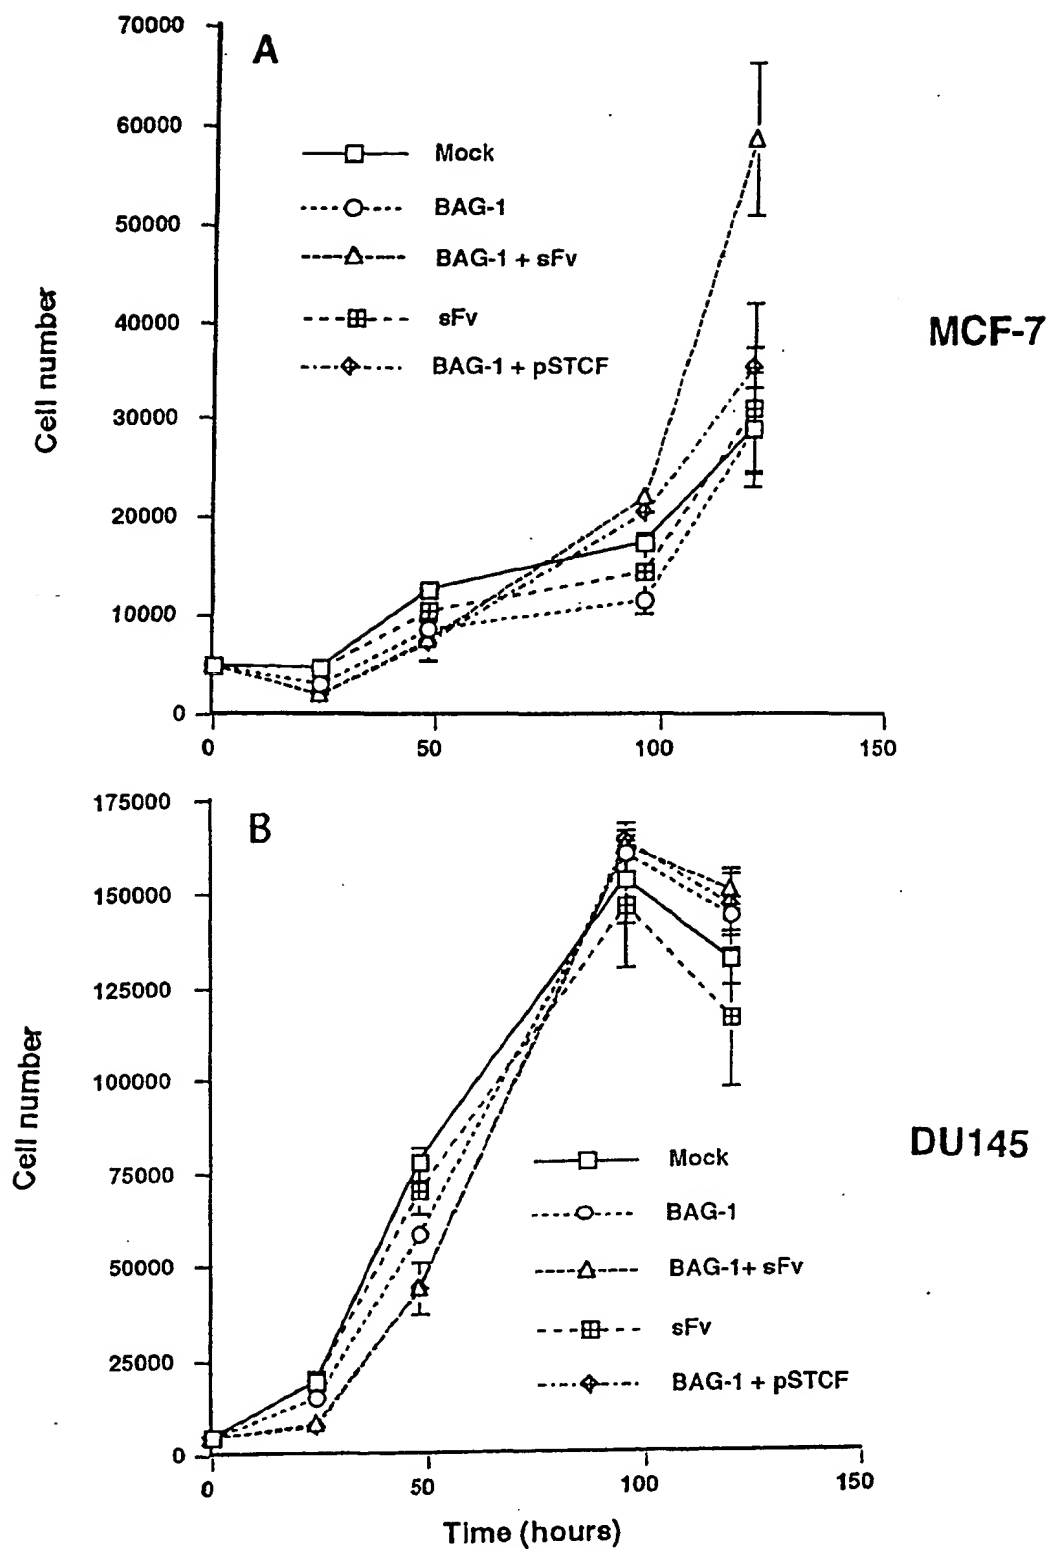 70000
A
60000
Mock
50000
BAG-1
BAG-1 + sFv
40000
sFv
MCF-7
BAG-1 + pSTCF
30000
Cell number
20000
10000
0
0 50 100 150
175000
B
150000
125000
100000
Cell number
DU145
75000
Mock
BAG-1
50000
BAG-1+ sFv
sFv
25000
BAG-1 + pSTCF
0
0 50 100 150
Time (hours)